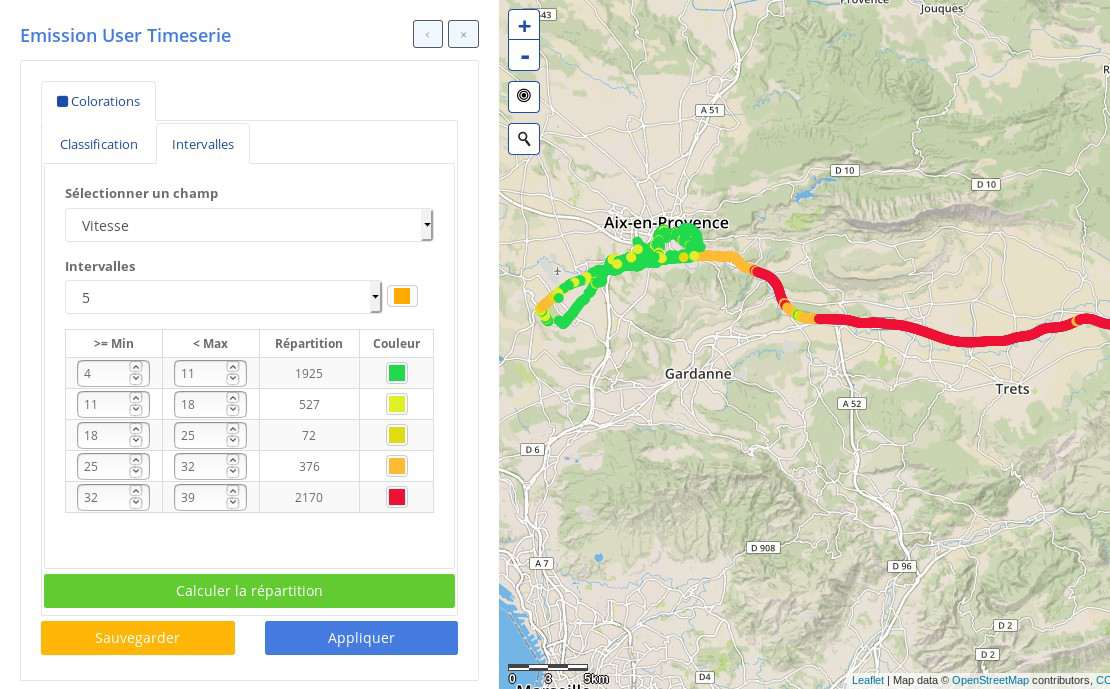 Emission User Timeserie
‹
×
Colorations
Classification
Intervalles
Sélectionner un champ
Vitesse
Intervalles
5
>= Min
< Max
Répartition
Couleur
4
11
1925
11
18
527
18
25
72
25
32
376
32
39
2170
Calculer la répartition
Sauvegarder
Appliquer
+
-
Jouques
A 51
D 10
D 10
Aix-en-Provence
Gardanne
Trets
A 52
D 6
D 908
A 7
D 96
D 2
D 2
D4
0
3
5km
Leaflet | Map data © OpenStreetMap contributors, CC